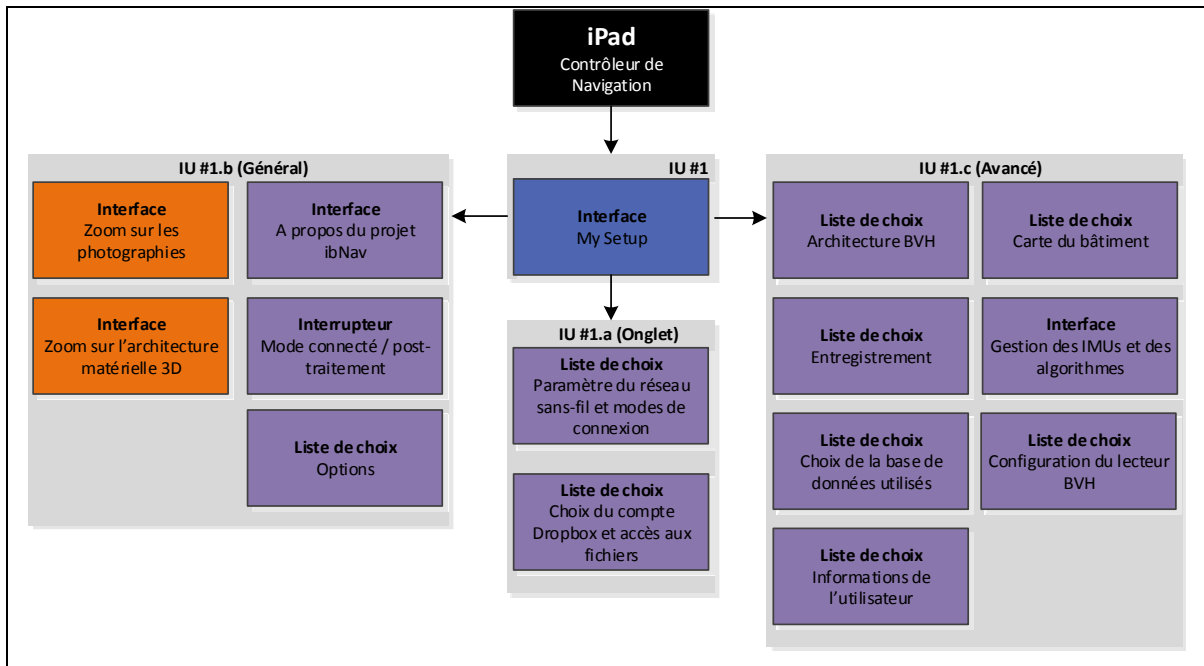 iPad
Contrôleur de
Navigation
IU #1.b (Général)
Interface
Zoom sur les
photographies
Interface
A propos du projet
ibNav
Interface
Zoom sur l'architecture
matérielle 3D
Interrupteur
Mode connecté / post-
traitement
Liste de choix
Options
IU #1
Interface
My Setup
IU #1.a (Onglet)
Liste de choix
Paramètre du réseau
sans-fil et modes de
connexion
Liste de choix
Choix du compte
Dropbox et accès aux
fichiers
IU #1.c (Avancé)
Liste de choix
Architecture BVH
Liste de choix
Carte du bâtiment
Liste de choix
Entregistrement
Interface
Gestion des IMUs et des
algorithmes
Liste de choix
Choix de la base de
données utilisés
Liste de choix
Configuration du lecteur
BVH
Liste de choix
Informations de
l'utilisateur